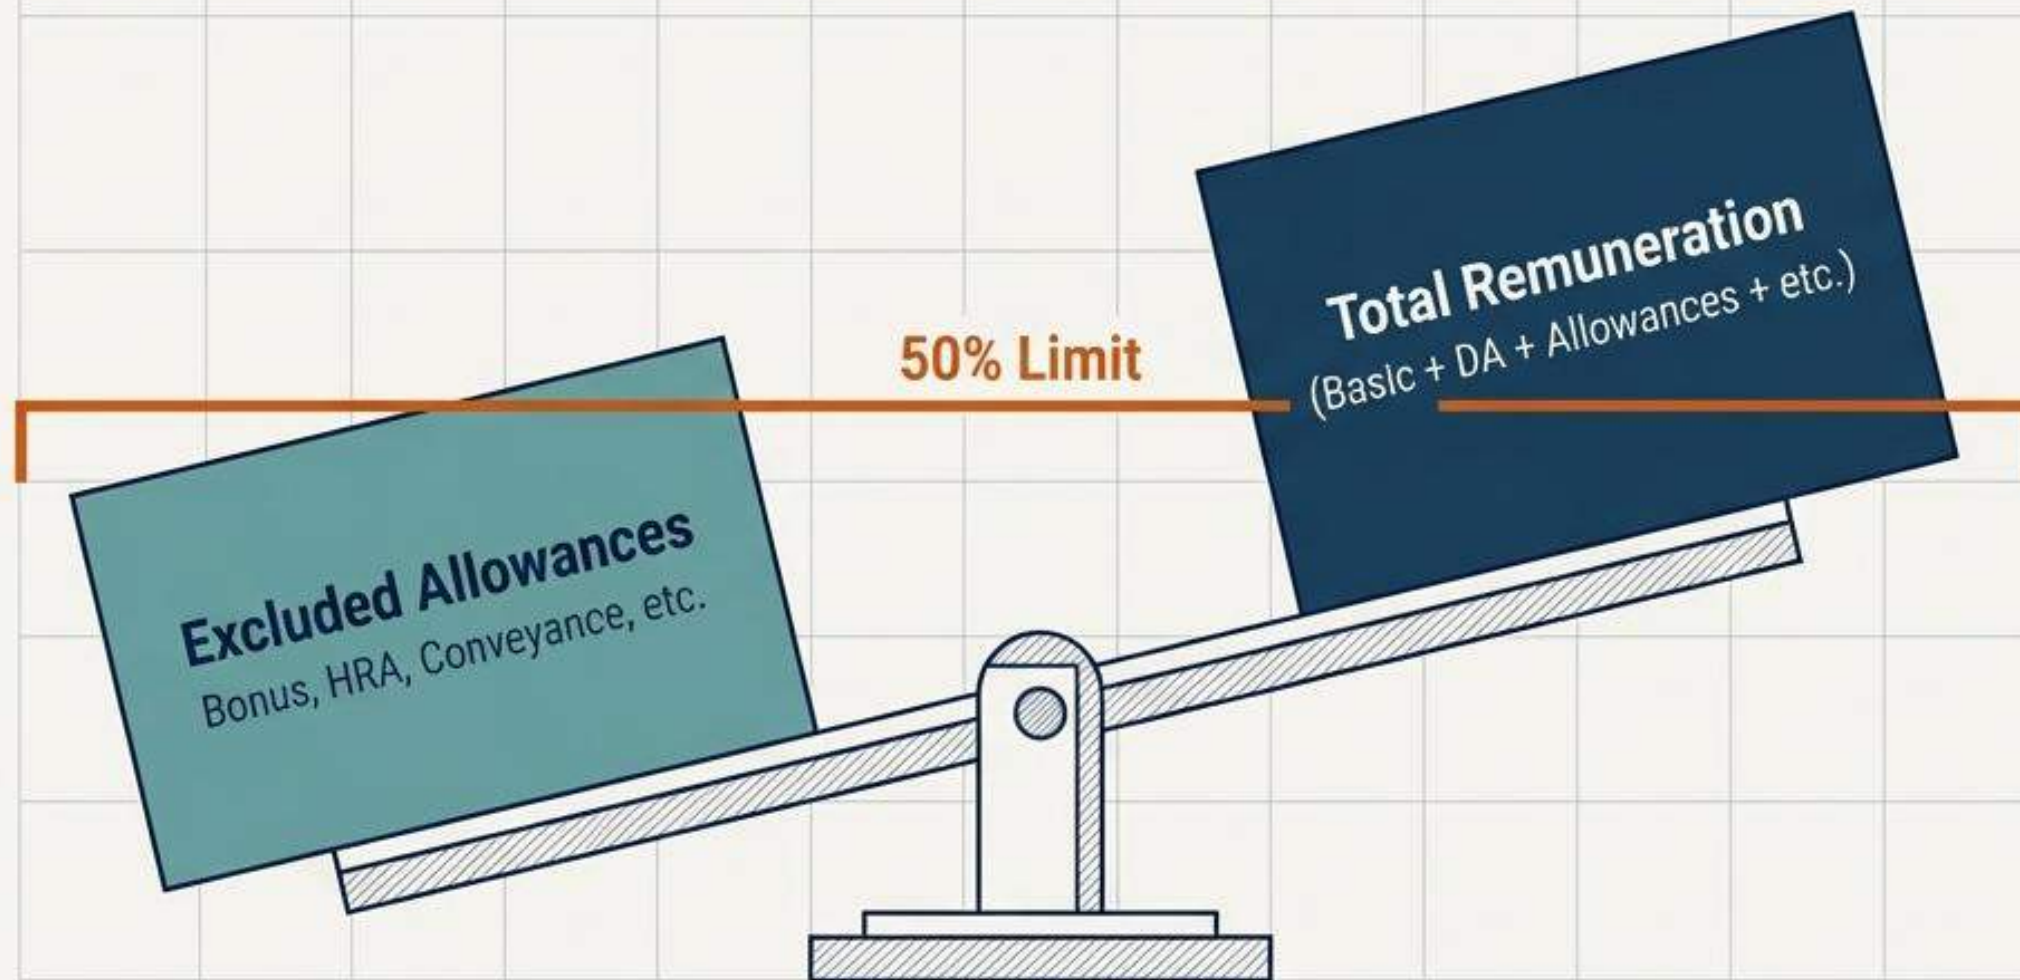 50% Limit
Excluded Allowances
Bonus, HRA, Conveyance, etc.
Total Remuneration
(Basic + DA + Allowances + etc.)